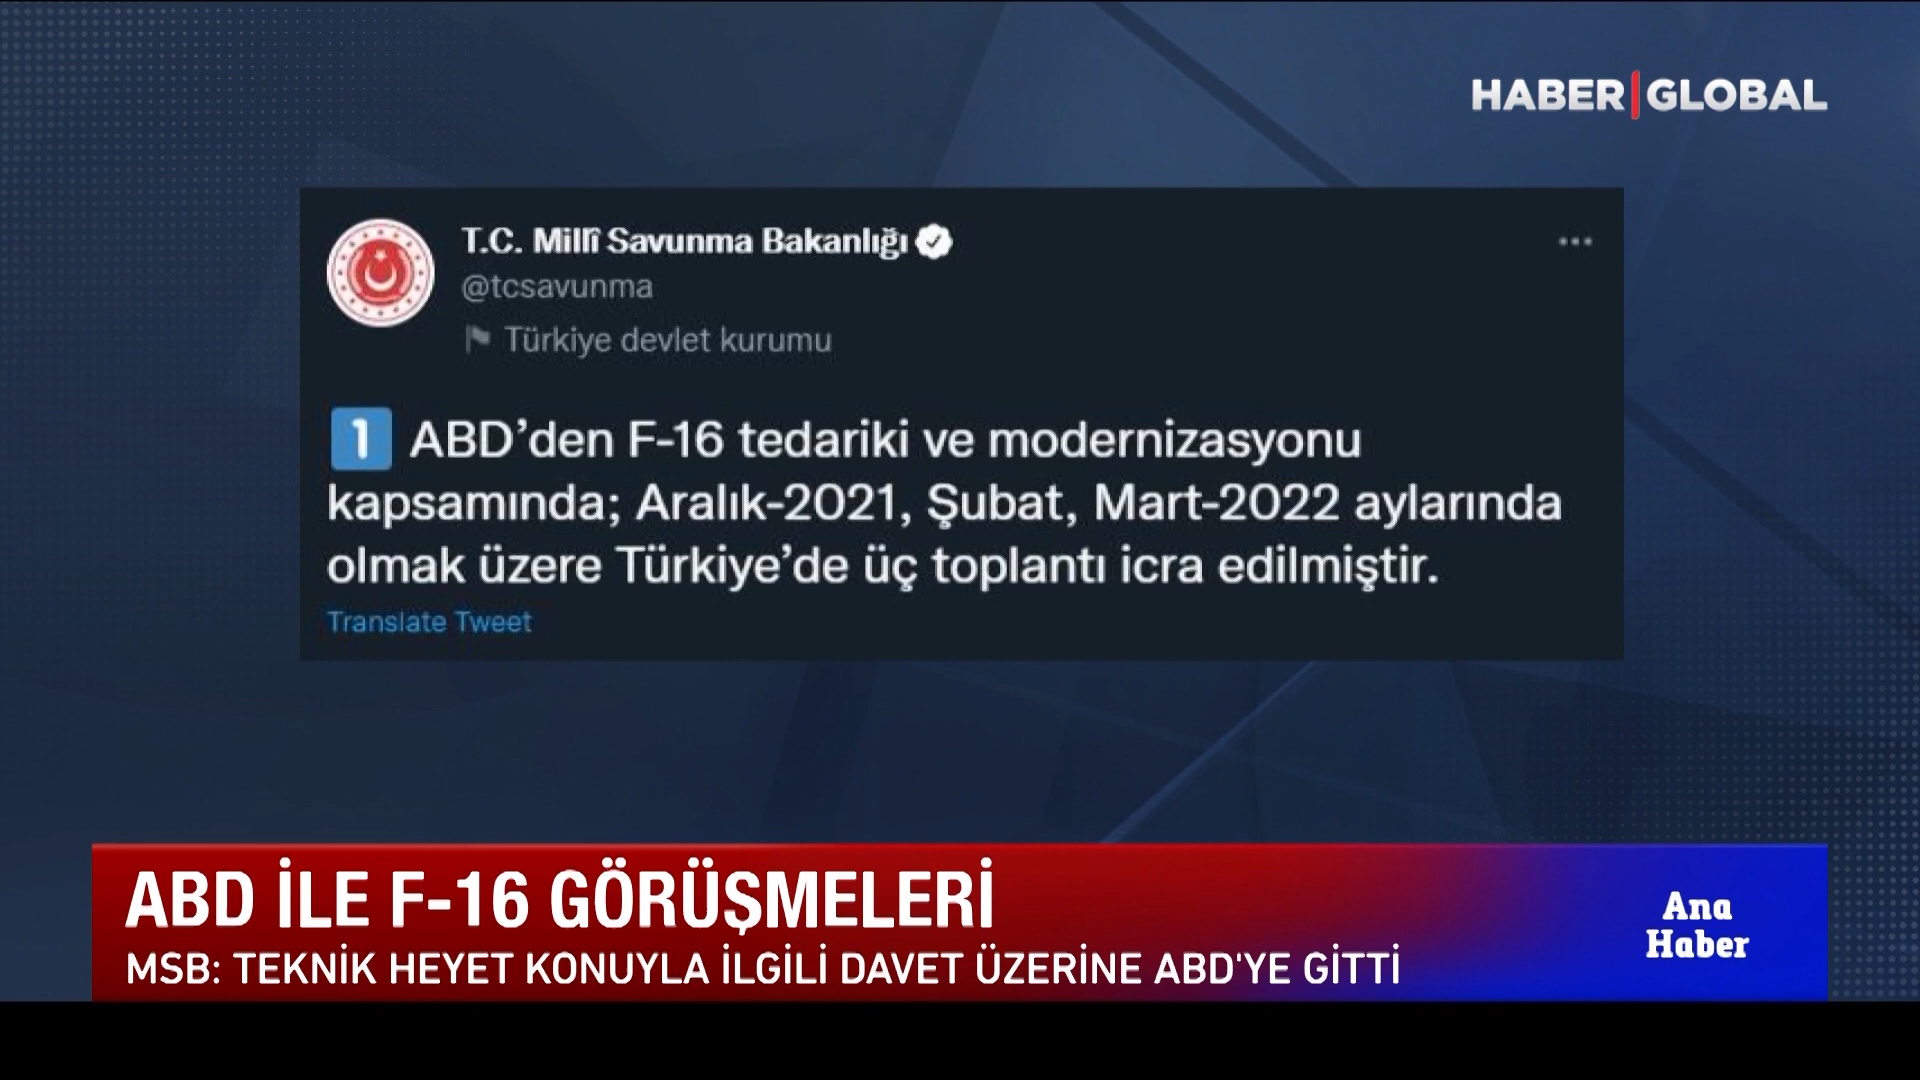 HABER|GLOBAL
T.C. Millî Savunma Bakanlığı
@tcsavunma
Türkiye devlet kurumu
1 ABD’den F-16 tedariki ve modernizasyonu
kapsamında; Aralık-2021, Şubat, Mart-2022 aylarında
olmak üzere Türkiye’de üç toplantı icra edilmiştir.
Translate Tweet
ABD İLE F-16 GÖRÜŞMELERİ
MSB: TEKNİK HEYET KONUYLA İLGİLİ DAVET ÜZERİNE ABD'YE GİTTİ
Ana
Haber